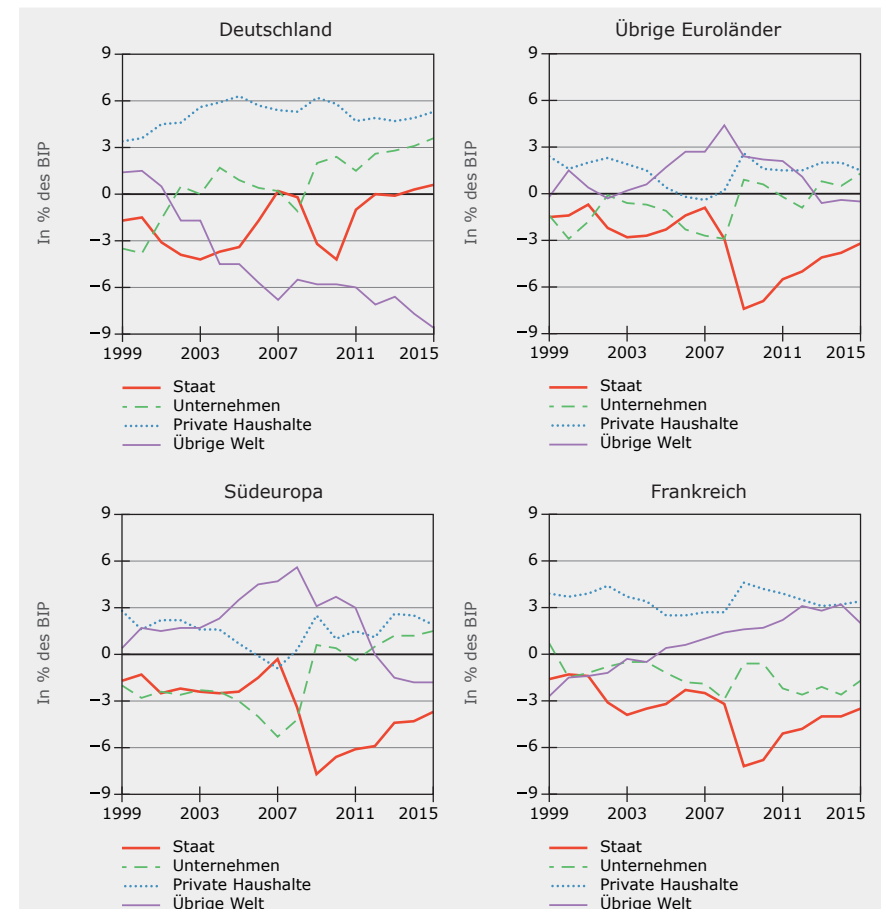 Deutschland
9
6
3
0
−3
−6
−9
In % des BIP
1999 2003 2007 2011 2015
Staat
Unternehmen
Private Haushalte
Übrige Welt
Übrige Euroländer
9
6
3
0
−3
−6
−9
In % des BIP
1999 2003 2007 2011 2015
Staat
Unternehmen
Private Haushalte
Übrige Welt
Südeuropa
9
6
3
0
−3
−6
−9
In % des BIP
1999 2003 2007 2011 2015
Staat
Unternehmen
Private Haushalte
Übrige Welt
Frankreich
9
6
3
0
−3
−6
−9
In % des BIP
1999 2003 2007 2011 2015
Staat
Unternehmen
Private Haushalte
Übrige Welt